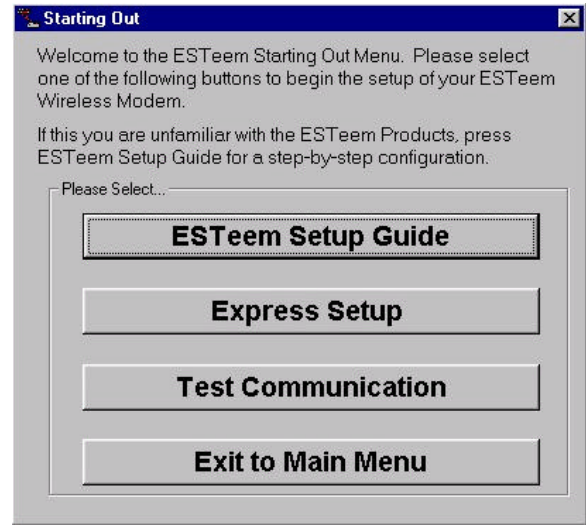 Starting Out
Welcome to the ESTeem Starting Out Menu. Please select
one of the following buttons to begin the setup of your ESTeem
Wireless Modem.
If this you are unfamiliar with the ESTeem Products, press
ESTeem Setup Guide for a step-by-step configuration.
Please Select...
ESTeem Setup Guide
Express Setup
Test Communication
Exit to Main Menu